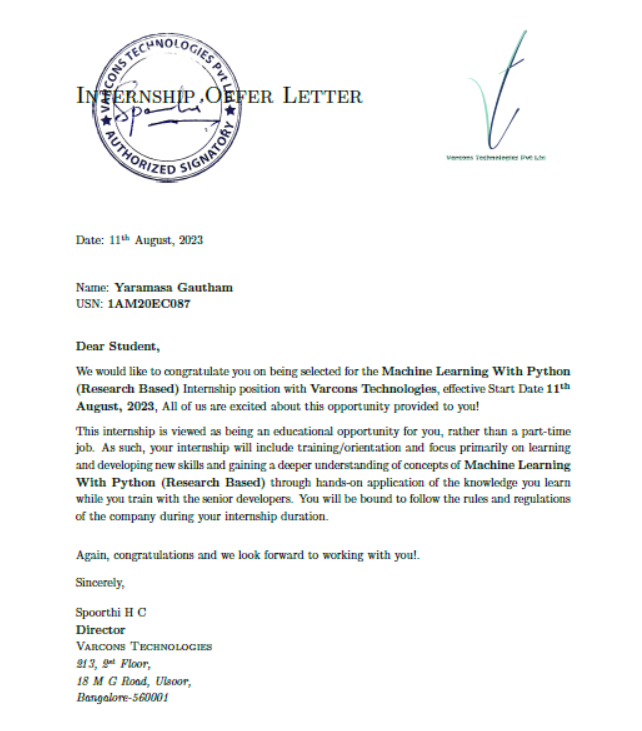 INTERNSHIP OFFER LETTER
VARCONS TECHNOLOGIES Pvt Ltd
AUTHORIZED SIGNATORY
Varcons Technologies Pvt Ltd
Date: 11th August, 2023
Name: Yaramasa Gautham
USN: 1AM20EC087
Dear Student,
We would like to congratulate you on being selected for the Machine Learning With Python
(Research Based) Internship position with Varcons Technologies, effective Start Date 11th
August, 2023, All of us are excited about this opportunity provided to you!
This internship is viewed as being an educational opportunity for you, rather than a part-time
job. As such, your internship will include training/orientation and focus primarily on learning
and developing new skills and gaining a deeper understanding of concepts of Machine Learning
With Python (Research Based) through hands-on application of the knowledge you learn
while you train with the senior developers. You will be bound to follow the rules and regulations
of the company during your internship duration.
Again, congratulations and we look forward to working with you!.
Sincerely,
Spoorthi H C
Director
VARCONS TECHNOLOGIES
213, 2st Floor,
18 M G Road, Ulsoor,
Bangalore-560001